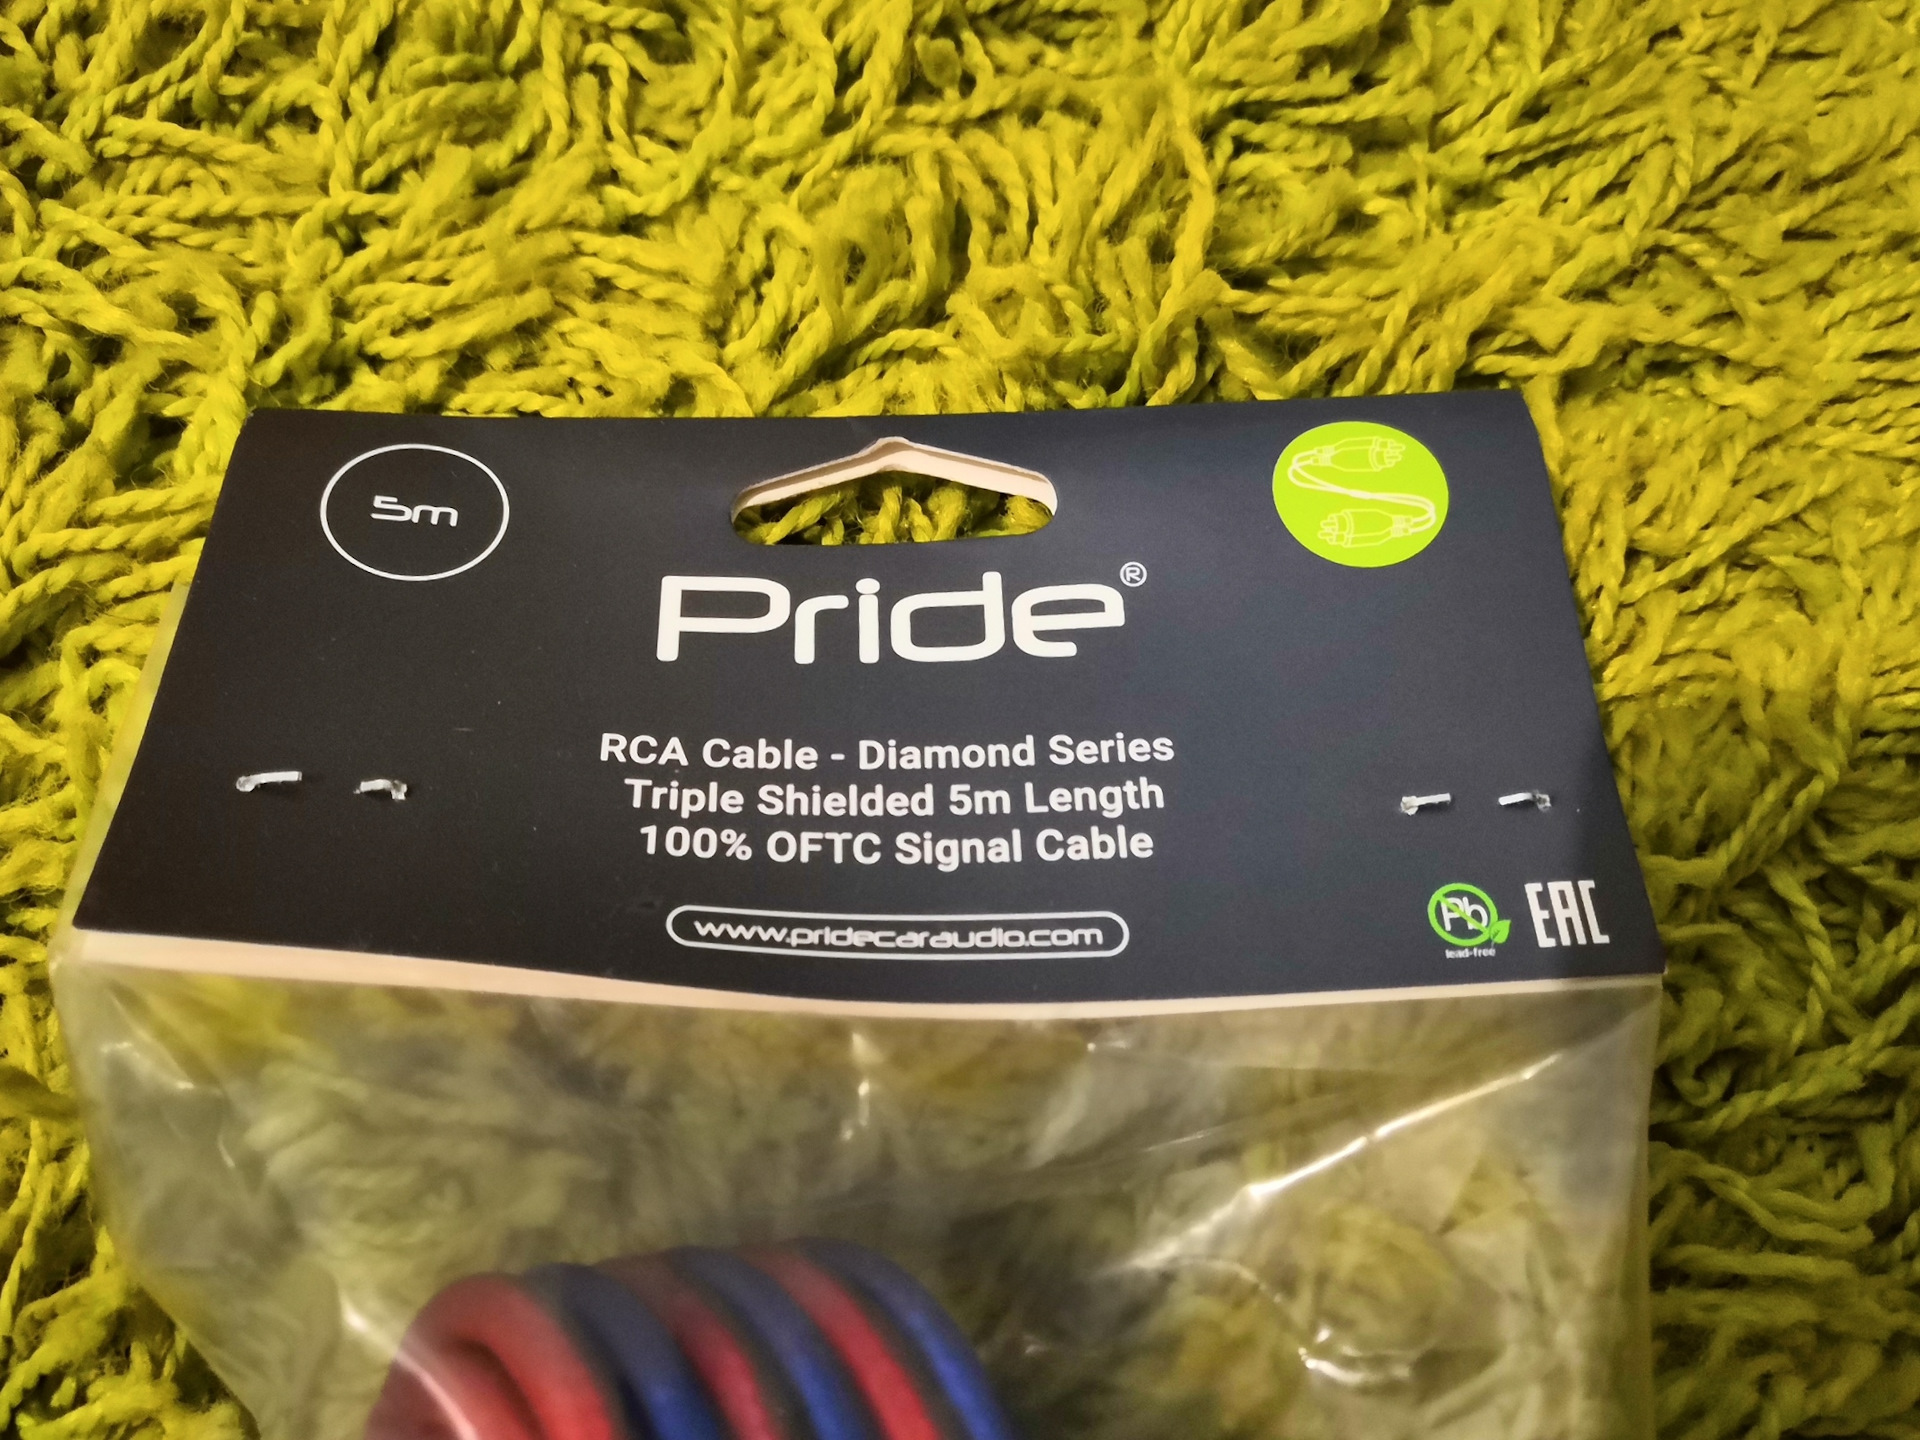 5m
Pride®
RCA Cable - Diamond Series
Triple Shielded 5m Length
100% OFTC Signal Cable
www.pridecaraudio.com
Pb
lead-free
EAC